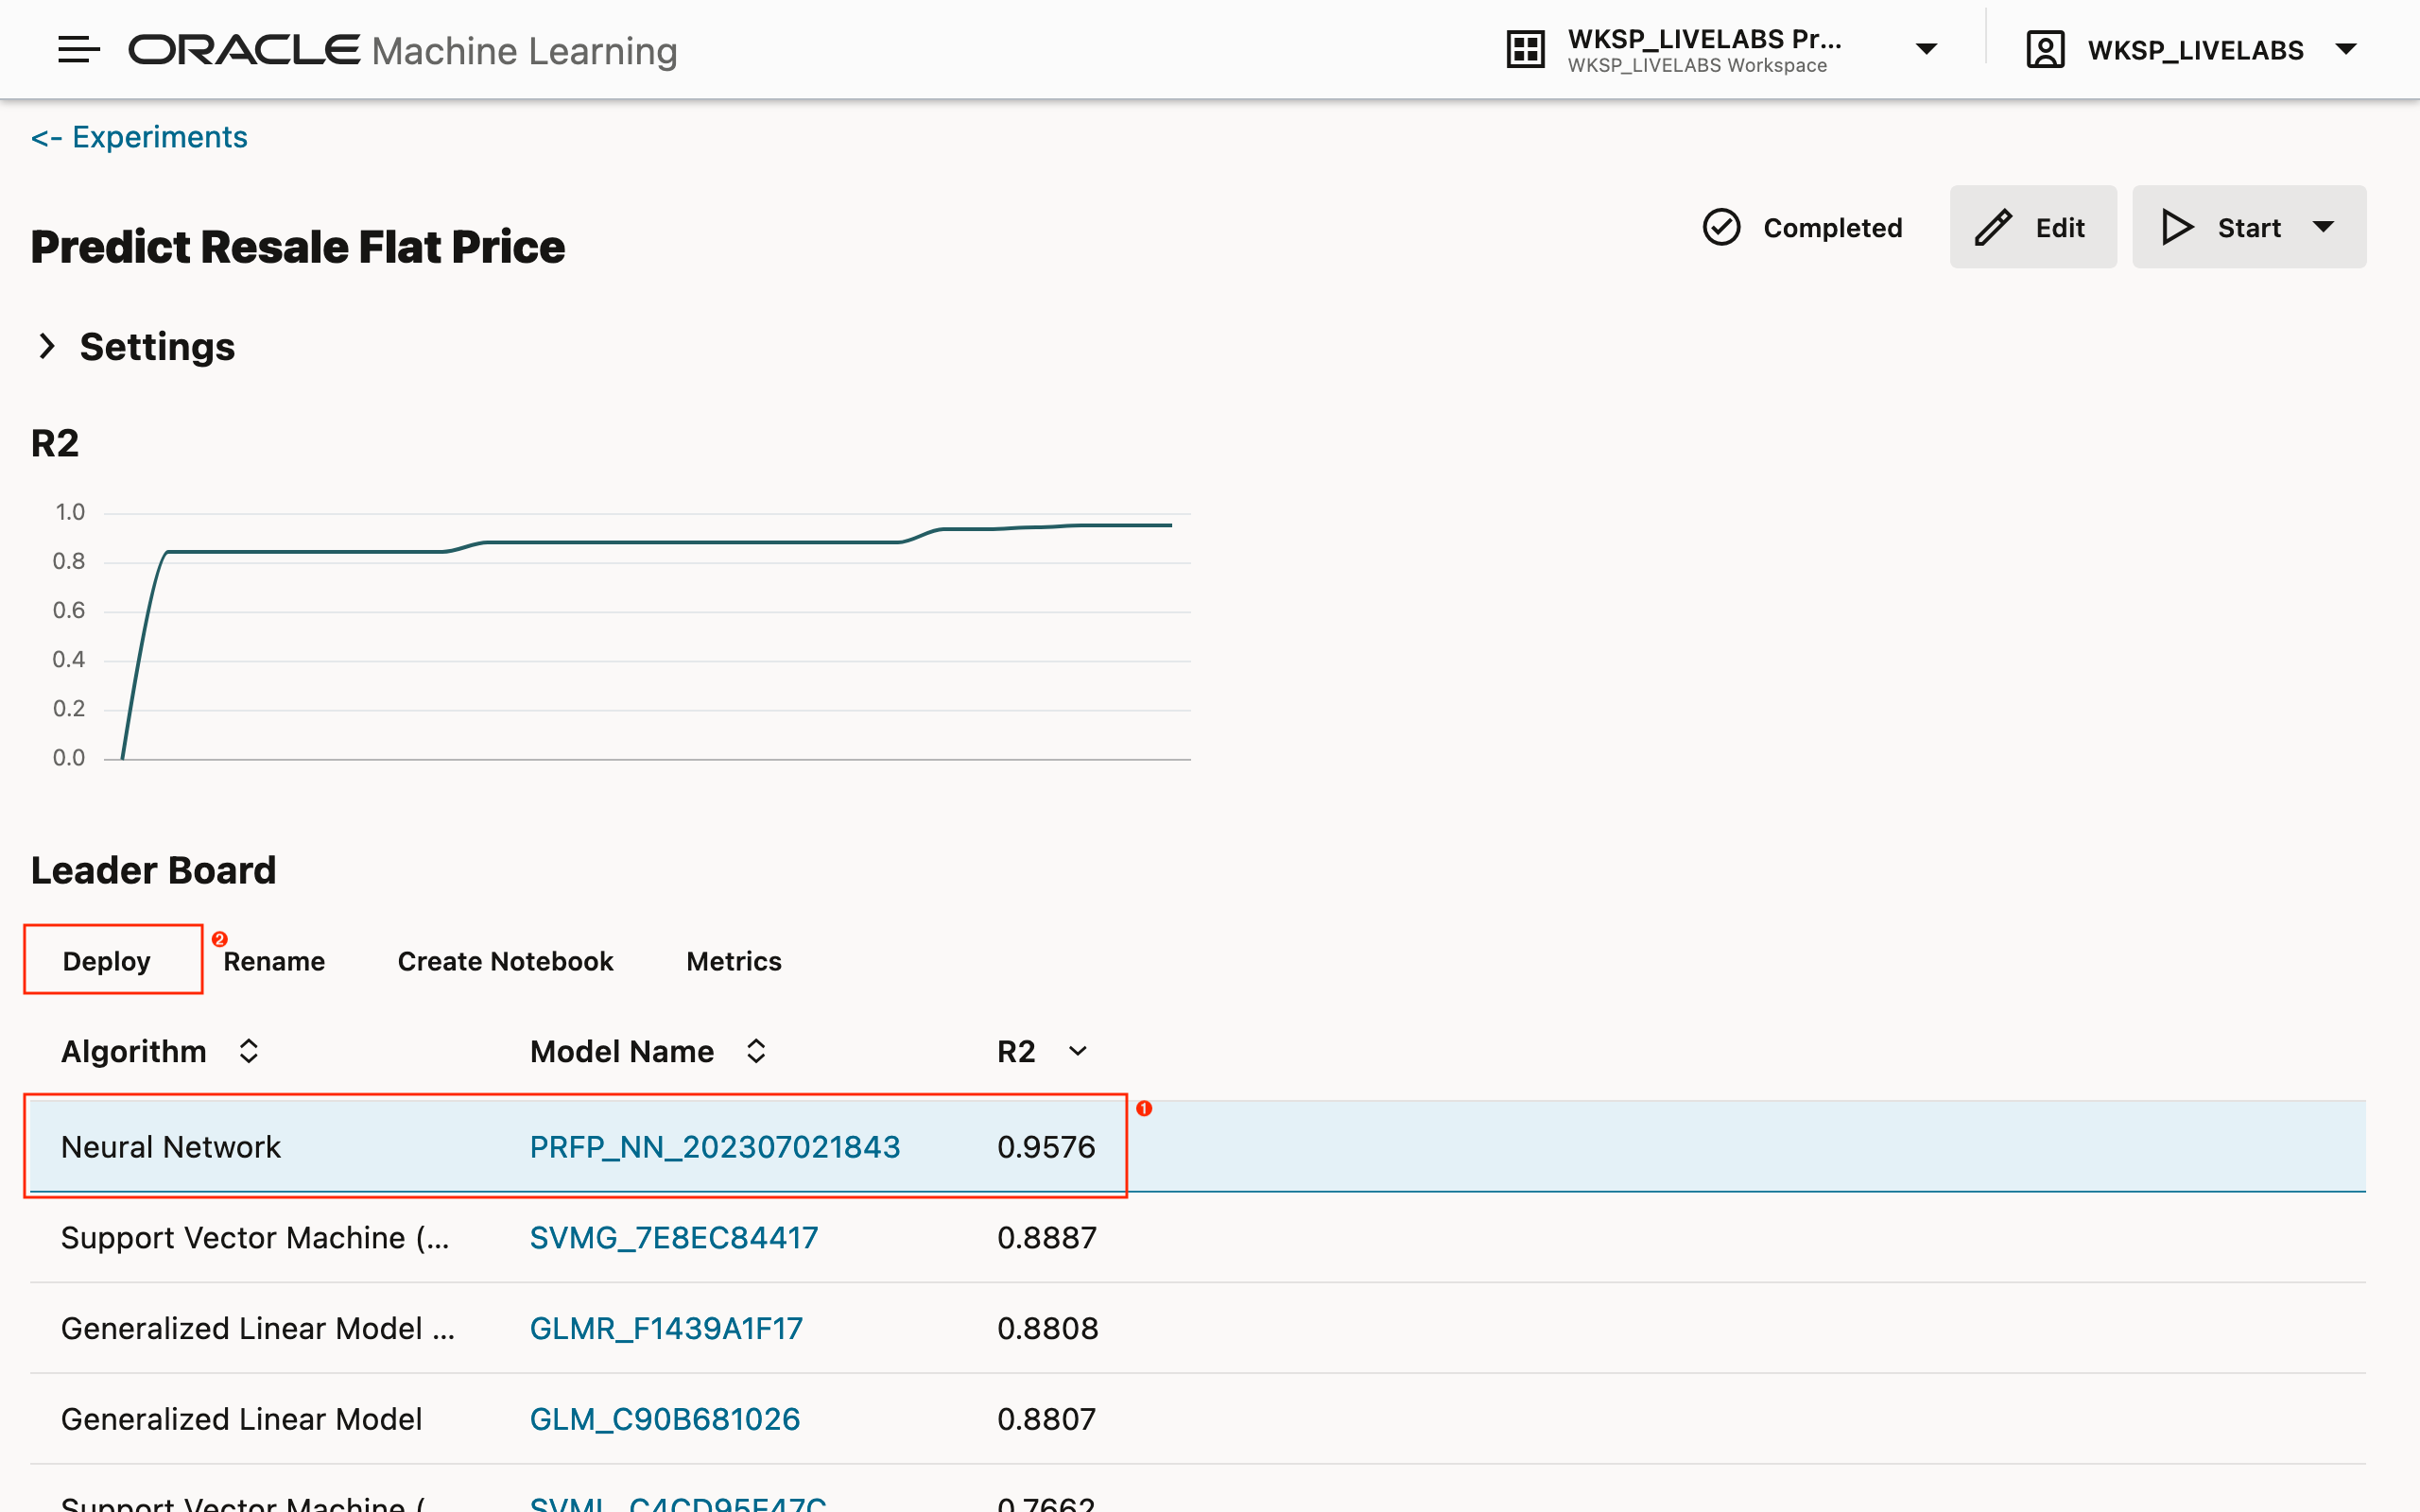 ORACLE Machine Learning
WKSP_LIVELABS Pr...
WKSP_LIVELABS Workspace
WKSP_LIVELABS
<- Experiments
Predict Resale Flat Price
Completed
Edit
Start
Settings
R2
1.0
0.8
0.6
0.4
0.2
0.0
Leader Board
Deploy
2
Rename
Create Notebook
Metrics
Algorithm
Model Name
R2
1
Neural Network PRFP_NN_202307021843 0.9576
Support Vector Machine (... SVMG_7E8EC84417 0.8887
Generalized Linear Model ... GLMR_F1439A1F17 0.8808
Generalized Linear Model GLM_C90B681026 0.8807
Support Vector Machine ( SVML_C4CD95F47C 0.7662